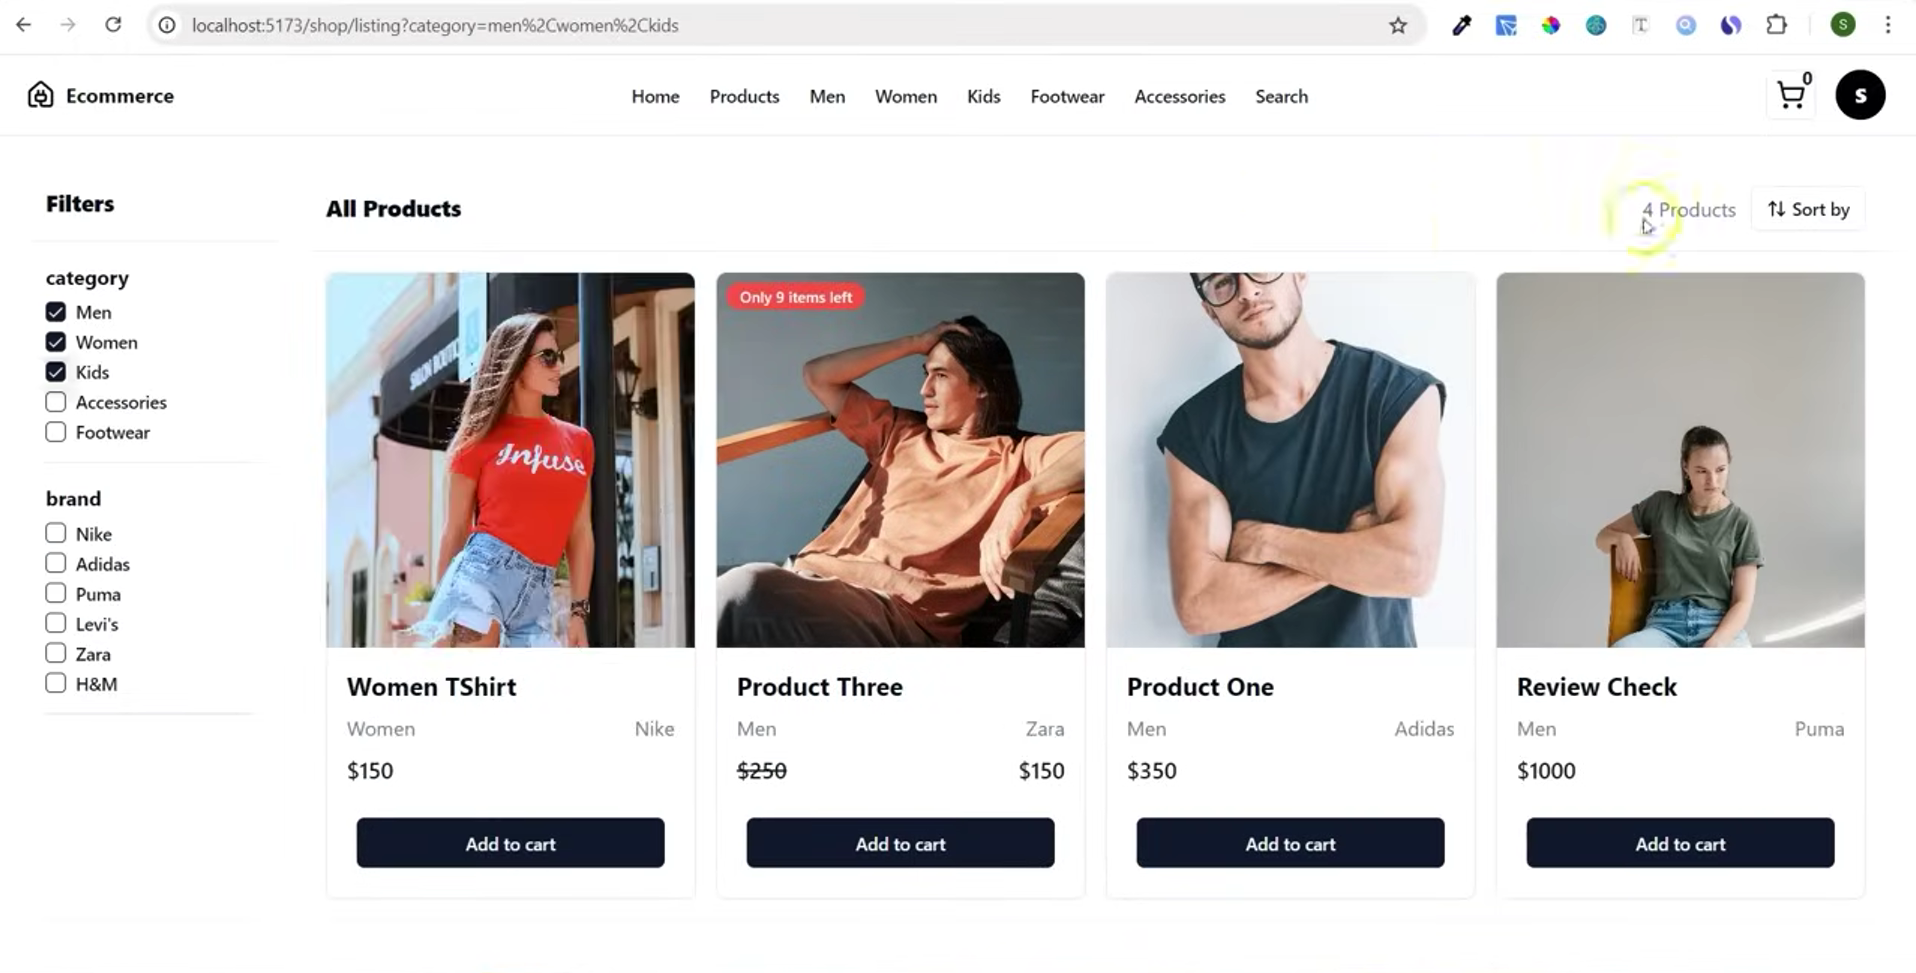 localhost:5173/shop/listing?category=men%2Cwomen%2Ckids
S
Ecommerce
Home Products Men Women Kids Footwear Accessories Search
0
S
Filters
All Products
4 Products
Sort by
category
Men
Women
Kids
Accessories
Footwear
brand
Nike
Adidas
Puma
Levi's
Zara
H&M
Infuse
Only 9 items left
Women TShirt
Women Nike
$150
Add to cart
Product Three
Men Zara
$250 $150
Add to cart
Product One
Men Adidas
$350
Add to cart
Review Check
Men Puma
$1000
Add to cart